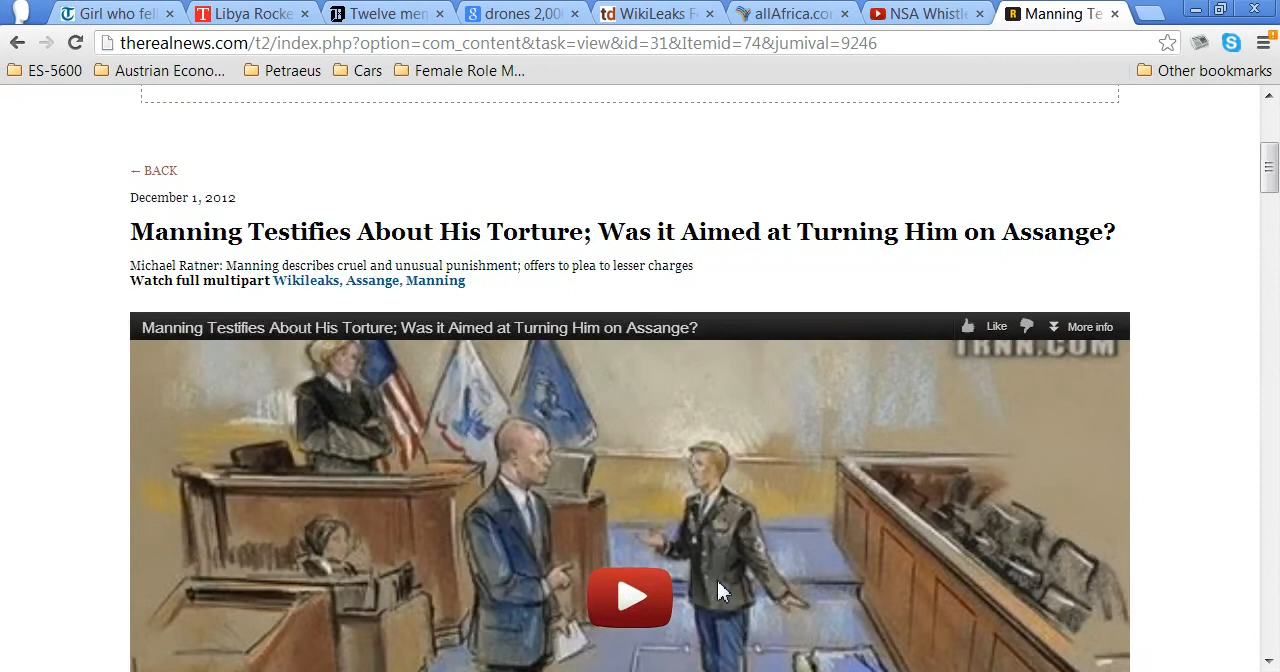 Girl who fell
Libya Rocke
Twelve men
drones 2,00
WikiLeaks F
allAfrica.co
NSA Whistle
Manning Te
therealnews.com/t2/index.php?option=com_content&task=view&id=31&Itemid=74&jumival=9246
ES-5600
Austrian Econo...
Petraeus
Cars
Female Role M...
Other bookmarks
← BACK
December 1, 2012
Manning Testifies About His Torture; Was it Aimed at Turning Him on Assange?
Michael Ratner: Manning describes cruel and unusual punishment; offers to plea to lesser charges
Watch full multipart Wikileaks, Assange, Manning
Manning Testifies About His Torture; Was it Aimed at Turning Him on Assange?
Like
More info
TRNN.COM